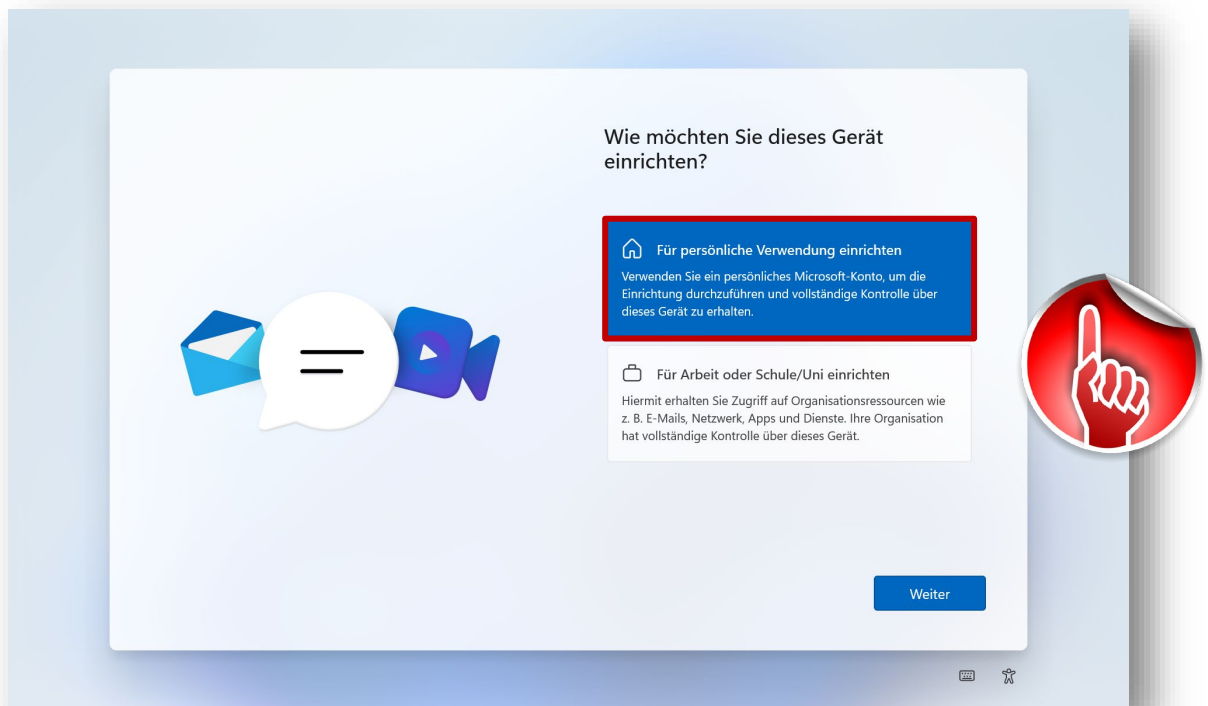 Wie möchten Sie dieses Gerät
einrichten?
Für persönliche Verwendung einrichten
Verwenden Sie ein persönliches Microsoft-Konto, um die
Einrichtung durchzuführen und vollständige Kontrolle über
dieses Gerät zu erhalten.
Für Arbeit oder Schule/Uni einrichten
Hiermit erhalten Sie Zugriff auf Organisationsressourcen wie
z. B. E-Mails, Netzwerk, Apps und Dienste. Ihre Organisation
hat vollständige Kontrolle über dieses Gerät.
Weiter